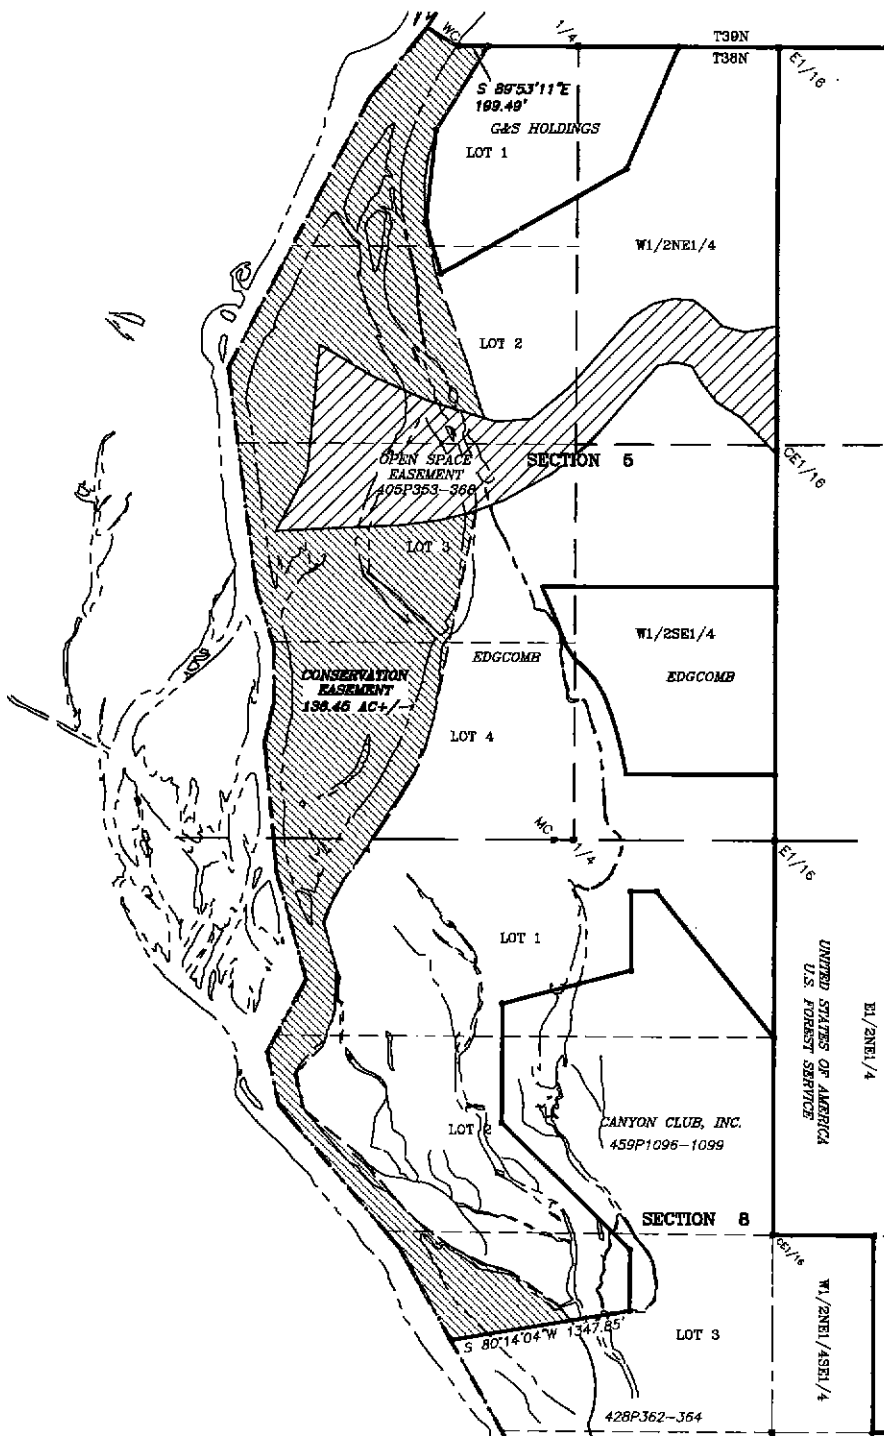 WC
1/4
T39N
T38N
E1/16
S 89°53'11"E
199.49'
G&S HOLDINGS
LOT 1
W1/2NE1/4
LOT 2
OPEN SPACE
EASEMENT
405P353-368
SECTION 5
CE1/16
LOT 3
W1/2SE1/4
EDGCOMB
EDGCOMB
CONSERVATION
EASEMENT
136.45 AC+/-
LOT 4
MC
1/4
E1/16
LOT 1
UNITED STATES OF AMERICA
U.S. FOREST SERVICE
E1/2NE1/4
LOT 2
CANYON CLUB, INC.
459P1096-1099
SECTION 8
CE1/16
W1/2NE1/4SE1/4
S 80°14'04"W 1347.85'
LOT 3
428P362-364